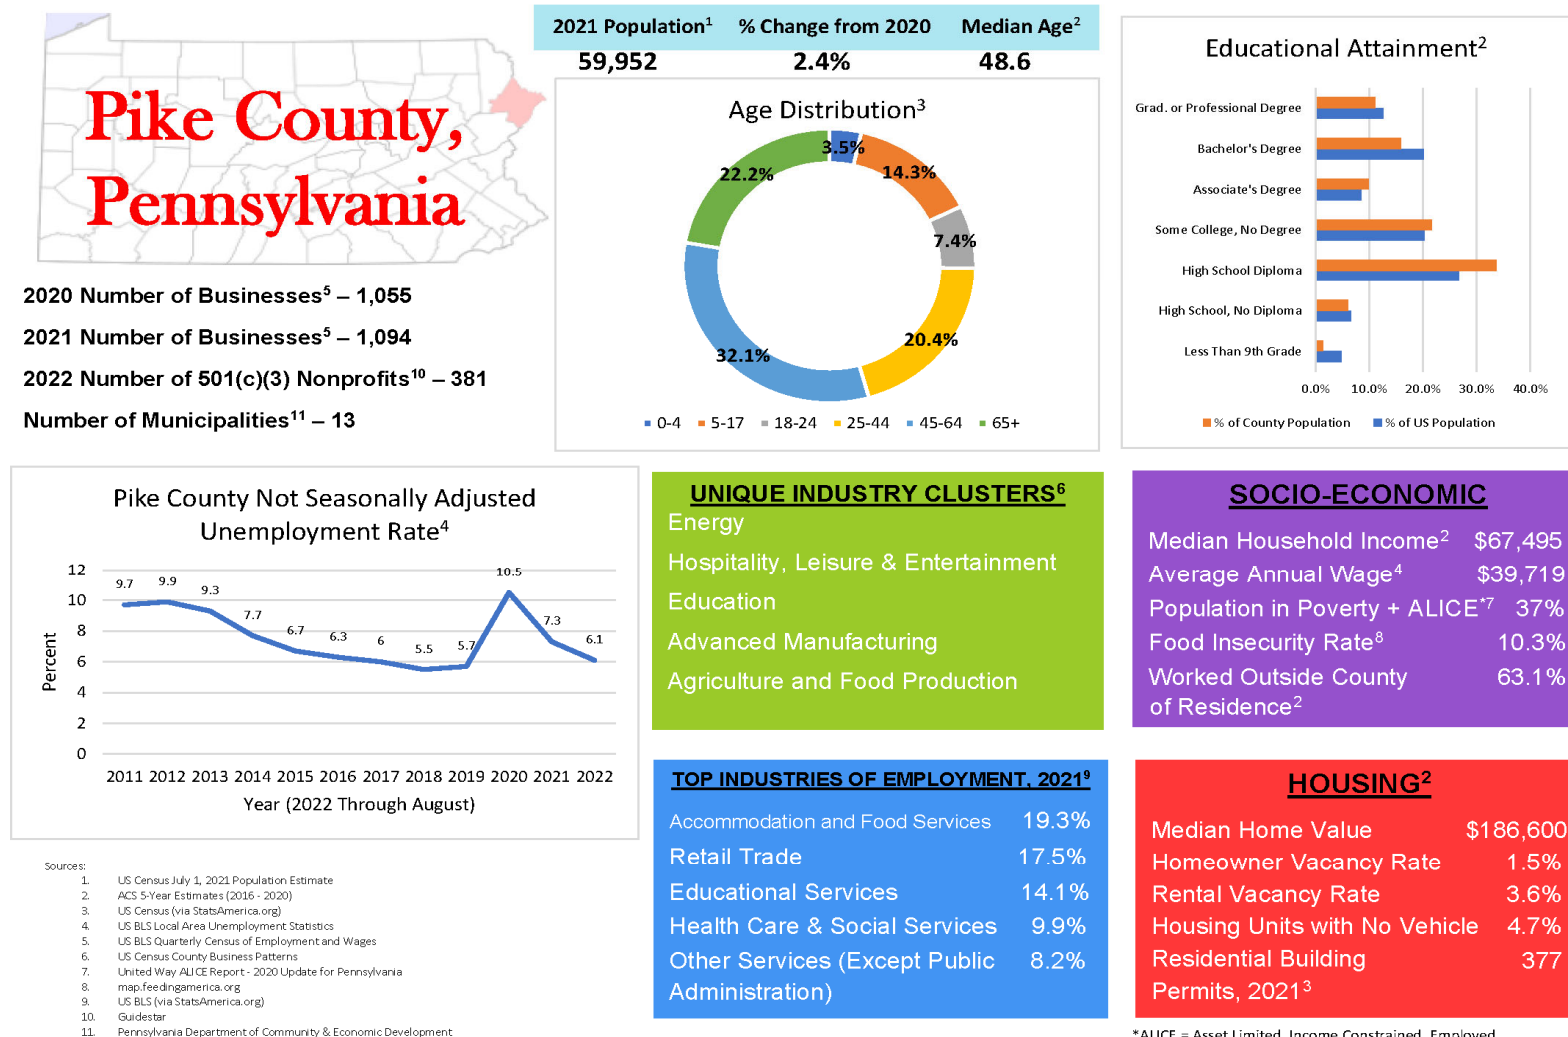 Pike County,
Pennsylvania
2020 Number of Businesses⁵ – 1,055
2021 Number of Businesses⁵ – 1,094
2022 Number of 501(c)(3) Nonprofits¹⁰ – 381
Number of Municipalities¹¹ – 13
2021 Population¹ % Change from 2020 Median Age²
59,952 2.4% 48.6
Age Distribution³
3.5%
14.3%
7.4%
20.4%
32.1%
22.2%
0-4 5-17 18-24 25-44 45-64 65+
Educational Attainment²
Grad. or Professional Degree
Bachelor's Degree
Associate's Degree
Some College, No Degree
High School Diploma
High School, No Diploma
Less Than 9th Grade
0.0% 10.0% 20.0% 30.0% 40.0%
% of County Population % of US Population
Pike County Not Seasonally Adjusted
Unemployment Rate⁴
Percent
12
10
8
6
4
2
0
9.7 9.9 9.3 7.7 6.7 6.3 6 5.5 5.7 10.5 7.3 6.1
2011 2012 2013 2014 2015 2016 2017 2018 2019 2020 2021 2022
Year (2022 Through August)
UNIQUE INDUSTRY CLUSTERS⁶
Energy
Hospitality, Leisure & Entertainment
Education
Advanced Manufacturing
Agriculture and Food Production
SOCIO-ECONOMIC
Median Household Income² $67,495
Average Annual Wage⁴ $39,719
Population in Poverty + ALICE*⁷ 37%
Food Insecurity Rate⁸ 10.3%
Worked Outside County 63.1%
of Residence²
TOP INDUSTRIES OF EMPLOYMENT, 2021⁹
Accommodation and Food Services 19.3%
Retail Trade 17.5%
Educational Services 14.1%
Health Care & Social Services 9.9%
Other Services (Except Public 8.2%
Administration)
HOUSING²
Median Home Value $186,600
Homeowner Vacancy Rate 1.5%
Rental Vacancy Rate 3.6%
Housing Units with No Vehicle 4.7%
Residential Building 377
Permits, 2021³
Sources:
1. US Census July 1, 2021 Population Estimate
2. ACS 5-Year Estimates (2016 - 2020)
3. US Census (via StatsAmerica.org)
4. US BLS Local Area Unemployment Statistics
5. US BLS Quarterly Census of Employment and Wages
6. US Census County Business Patterns
7. United Way ALICE Report - 2020 Update for Pennsylvania
8. map.feedingamerica.org
9. US BLS (via StatsAmerica.org)
10. Guidestar
11. Pennsylvania Department of Community & Economic Development
*ALICE = Asset Limited, Income Constrained, Employed